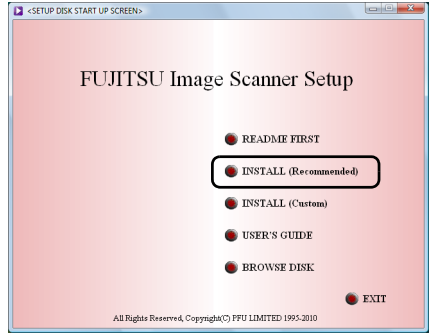 <SETUP DISK START UP SCREEN>
FUJITSU Image Scanner Setup
README FIRST
INSTALL (Recommended)
INSTALL (Custom)
USER'S GUIDE
BROWSE DISK
EXIT
All Rights Reserved, Copyright(C) PFU LIMITED 1995-2010